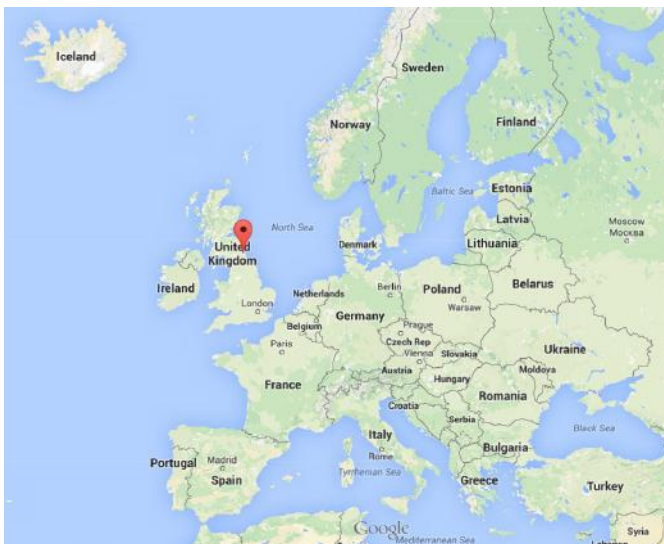 Iceland
Sweden
Finland
Norway
Estonia
Baltic Sea
Latvia
Moscow
Москва
North Sea
Denmark
Lithuania
United
Kingdom
Ireland
Belarus
Netherlands
Berlin
Poland
London
Warsaw
Germany
Belgium
Prague
Paris
Czech Rep
Ukraine
Vienna
Slovakia
Austria
Moldova
France
Hungary
Romania
Croatia
Serbia
Italy
Black Sea
Bulgaria
Rome
Portugal
Madrid
Tyrrhenian Sea
Spain
Greece
Turkey
Google
Syria
Mediterranean Sea